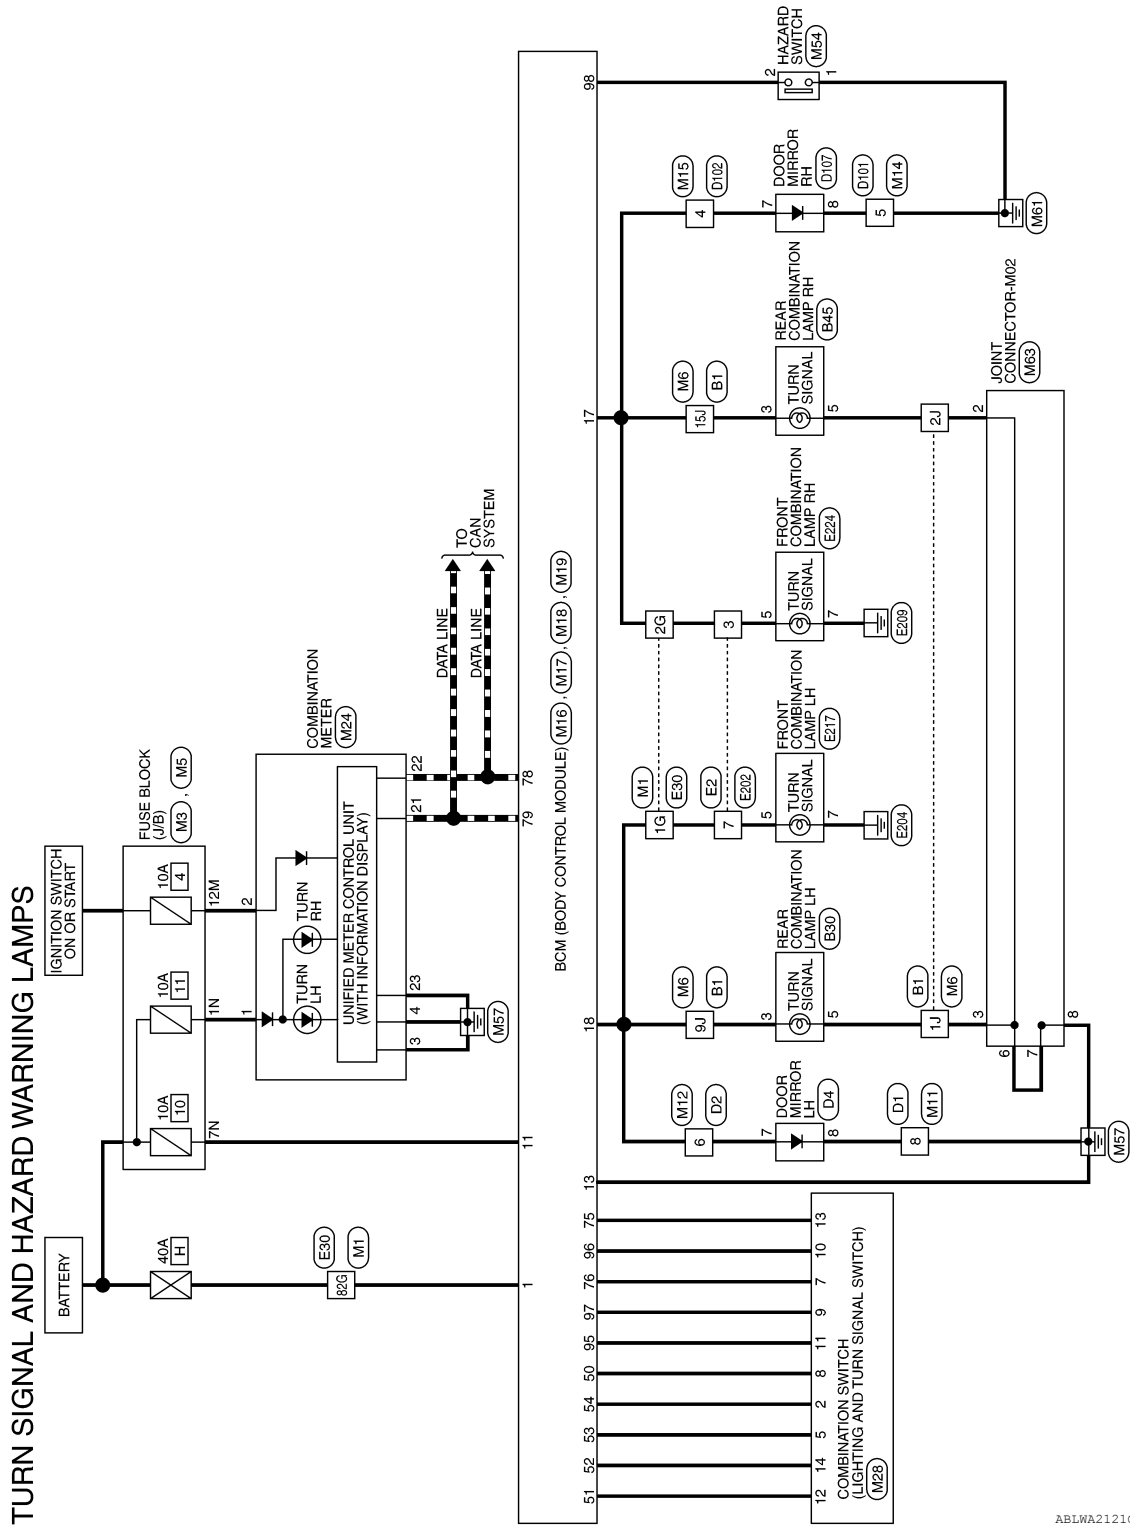 TURN SIGNAL AND HAZARD WARNING LAMPS
BATTERY
40A
H
82G
E30
M1
1
IGNITION SWITCH
ON OR START
FUSE BLOCK
(J/B)
M3 , M5
10A
10
7N
11
10A
11
1N
1
10A
4
12M
2
COMBINATION
METER
M24
TURN
LH
TURN
RH
UNIFIED METER CONTROL UNIT
(WITH INFORMATION DISPLAY)
3
4
23
M57
21
22
79
78
DATA LINE
DATA LINE
TO
CAN
SYSTEM
BCM (BODY CONTROL MODULE) M16 , M17 , M18 , M19
51
52
53
54
50
95
97
76
96
75
13
18
17
98
12
14
5
2
8
11
9
7
10
13
COMBINATION SWITCH
(LIGHTING AND TURN SIGNAL SWITCH)
M28
6
M12
D2
7
DOOR
MIRROR
LH
D4
8
8
D1
M11
M57
9J
M6
B1
3
TURN
SIGNAL
REAR
COMBINATION
LAMP LH
B30
5
1J
B1
M6
3
1G
M1
E30
7
E2
E202
5
TURN
SIGNAL
FRONT
COMBINATION
LAMP LH
E217
7
E204
2G
3
5
TURN
SIGNAL
FRONT
COMBINATION
LAMP RH
E224
7
E209
15J
M6
B1
3
TURN
SIGNAL
REAR
COMBINATION
LAMP RH
B45
5
2J
2
JOINT
CONNECTOR-M02
M63
6
7
8
4
M15
D102
7
DOOR
MIRROR
RH
D107
8
5
D101
M14
M61
2
HAZARD
SWITCH
M54
1